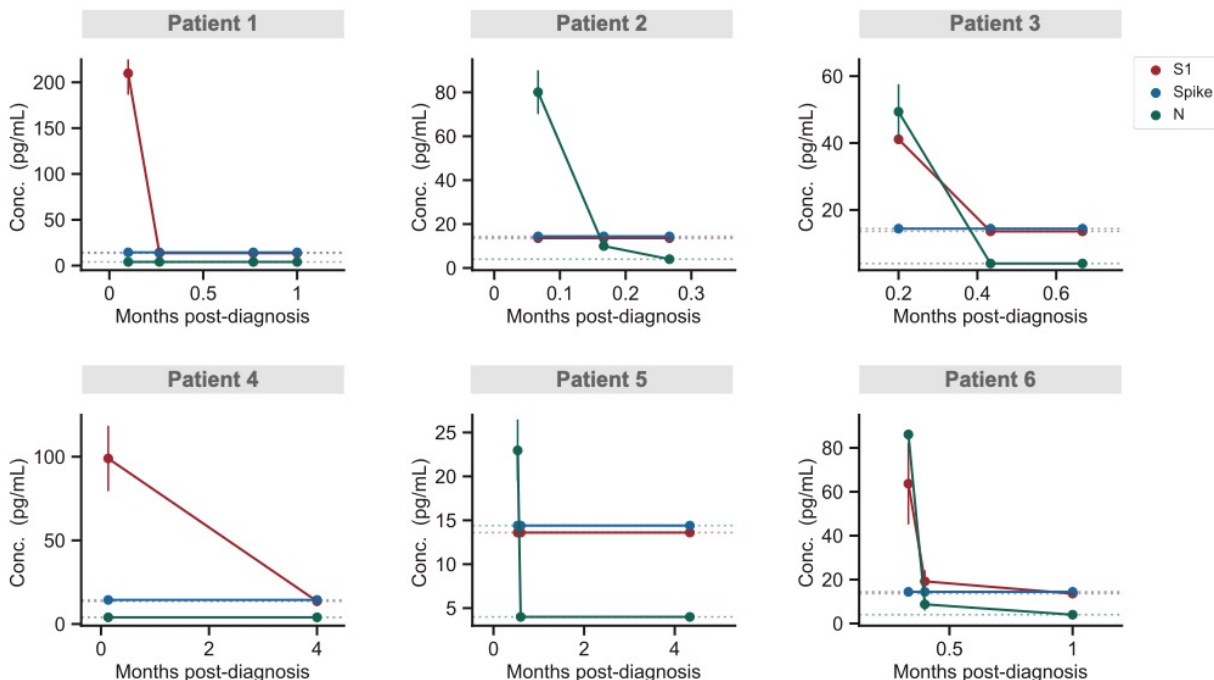 Patient 1
Patient 2
Patient 3
Conc. (pg/mL)
200
150
100
50
0
0
0.5
1
Months post-diagnosis
Conc. (pg/mL)
80
60
40
20
0
0
0.1
0.2
0.3
Months post-diagnosis
Conc. (pg/mL)
60
40
20
0.2
0.4
0.6
Months post-diagnosis
S1
Spike
N
Patient 4
Patient 5
Patient 6
Conc. (pg/mL)
100
50
0
0
2
4
Months post-diagnosis
Conc. (pg/mL)
25
20
15
10
5
0
2
4
Months post-diagnosis
Conc. (pg/mL)
80
60
40
20
0
0.5
1
Months post-diagnosis